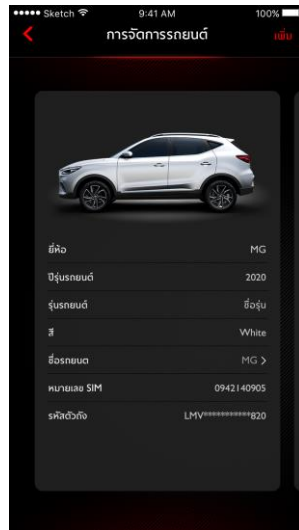 Sketch 9:41 AM 100%
การจัดการรถยนต์ เพิ่ม
ยี่ห้อ MG
ปีรุ่นรถยนต์ 2020
รุ่นรถยนต์ ชื่อรุ่น
สี White
ชื่อรถยนต MG >
หมายเลข SIM 0942140905
รหัสตัวถัง LMV***********820